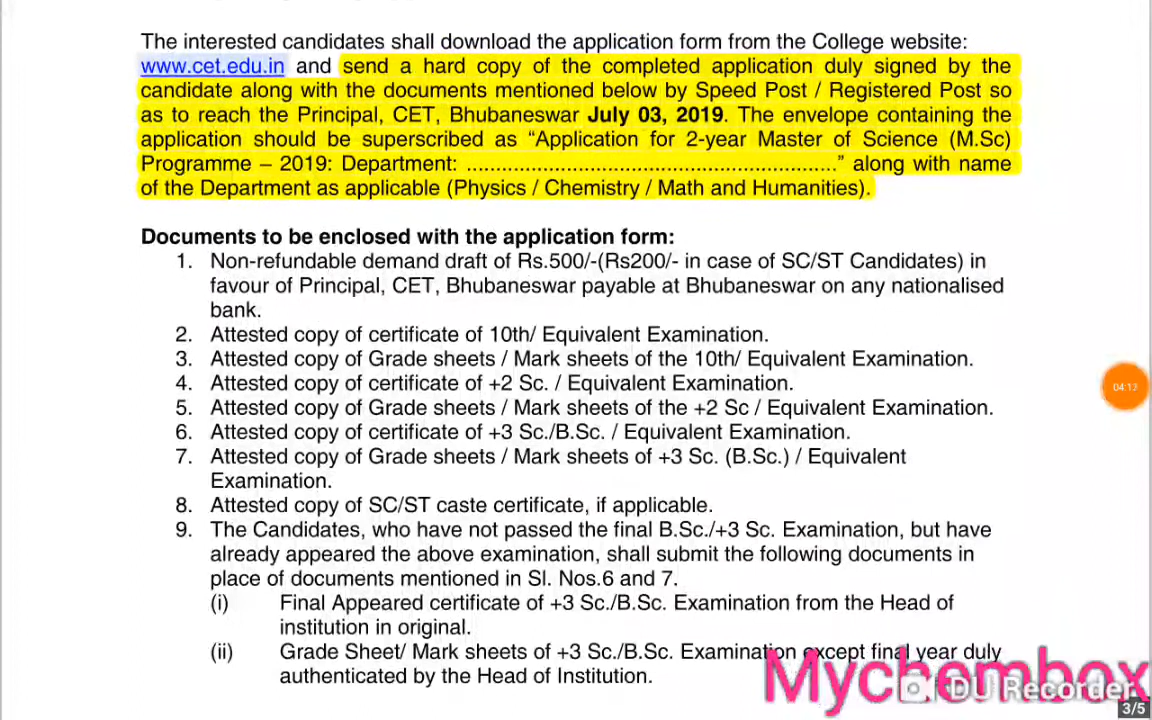 The interested candidates shall download the application form from the College website:
www.cet.edu.in and send a hard copy of the completed application duly signed by the
candidate along with the documents mentioned below by Speed Post / Registered Post so
as to reach the Principal, CET, Bhubaneswar July 03, 2019. The envelope containing the
application should be superscribed as “Application for 2-year Master of Science (M.Sc)
Programme – 2019: Department: ................................................................” along with name
of the Department as applicable (Physics / Chemistry / Math and Humanities).
Documents to be enclosed with the application form:
1. Non-refundable demand draft of Rs.500/-(Rs200/- in case of SC/ST Candidates) in
favour of Principal, CET, Bhubaneswar payable at Bhubaneswar on any nationalised
bank.
2. Attested copy of certificate of 10th/ Equivalent Examination.
3. Attested copy of Grade sheets / Mark sheets of the 10th/ Equivalent Examination.
4. Attested copy of certificate of +2 Sc. / Equivalent Examination.
5. Attested copy of Grade sheets / Mark sheets of the +2 Sc / Equivalent Examination.
6. Attested copy of certificate of +3 Sc./B.Sc. / Equivalent Examination.
7. Attested copy of Grade sheets / Mark sheets of +3 Sc. (B.Sc.) / Equivalent
Examination.
8. Attested copy of SC/ST caste certificate, if applicable.
9. The Candidates, who have not passed the final B.Sc./+3 Sc. Examination, but have
already appeared the above examination, shall submit the following documents in
place of documents mentioned in Sl. Nos.6 and 7.
(i) Final Appeared certificate of +3 Sc./B.Sc. Examination from the Head of
institution in original.
(ii) Grade Sheet/ Mark sheets of +3 Sc./B.Sc. Examination except final year duly
authenticated by the Head of Institution.
04:13
Mychembox
DU Recorder
3/5